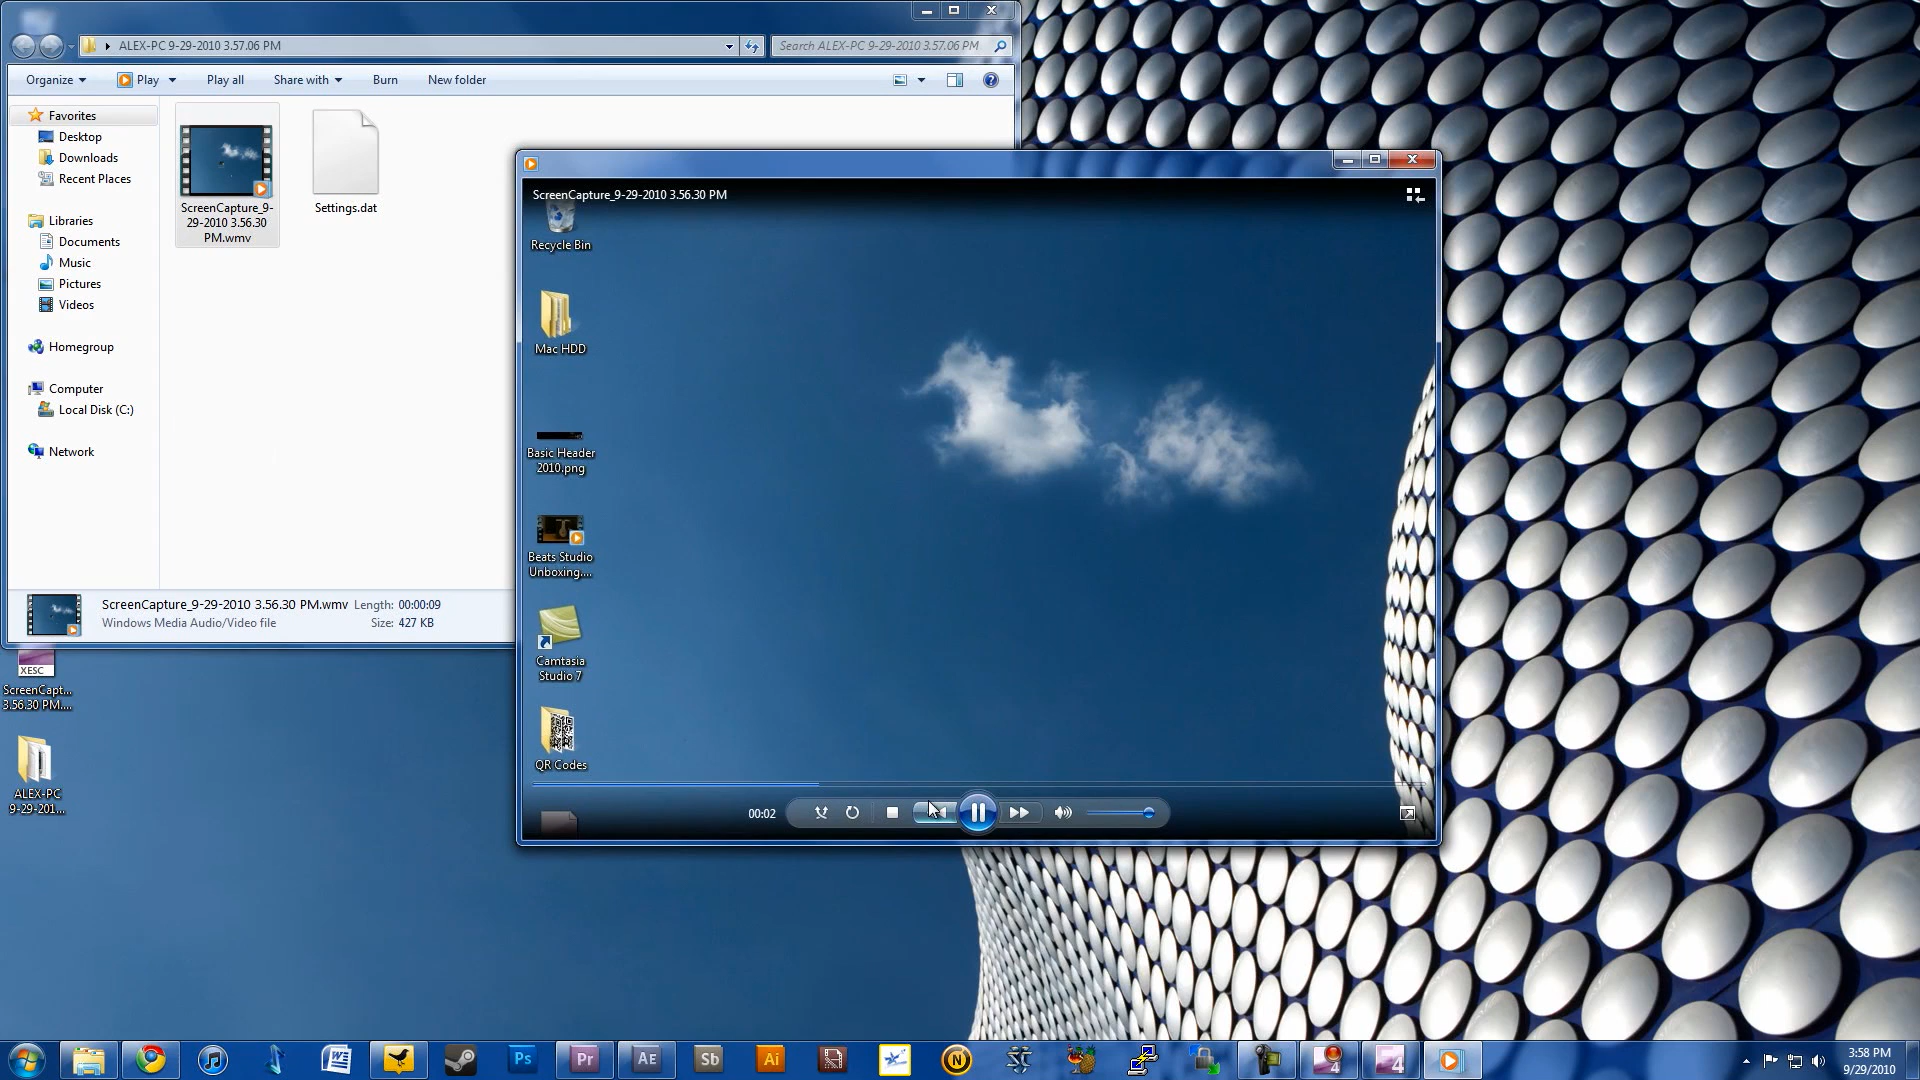 ALEX-PC 9-29-2010 3.57.06 PM
Search ALEX-PC 9-29-2010 3.57.06 PM
Organize
Play
Play all
Share with
Burn
New folder
Favorites
Desktop
Downloads
Recent Places
Libraries
Documents
Music
Pictures
Videos
Homegroup
Computer
Local Disk (C:)
Network
ScreenCapture_9-
29-2010 3.56.30
PM.wmv
Settings.dat
ScreenCapture_9-29-2010 3.56.30 PM.wmv Length: 00:00:09
Windows Media Audio/Video file Size: 427 KB
ScreenCapture_9-29-2010 3.56.30 PM
Recycle Bin
Mac HDD
Basic Header
2010.png
Beats Studio
Unboxing....
Camtasia
Studio 7
QR Codes
00:02
XESC
ScreenCapt...
3.56.30 PM....
ALEX-PC
9-29-201...
Ps
Pr
AE
Sb
Ai
N
4
4
3:58 PM
9/29/2010